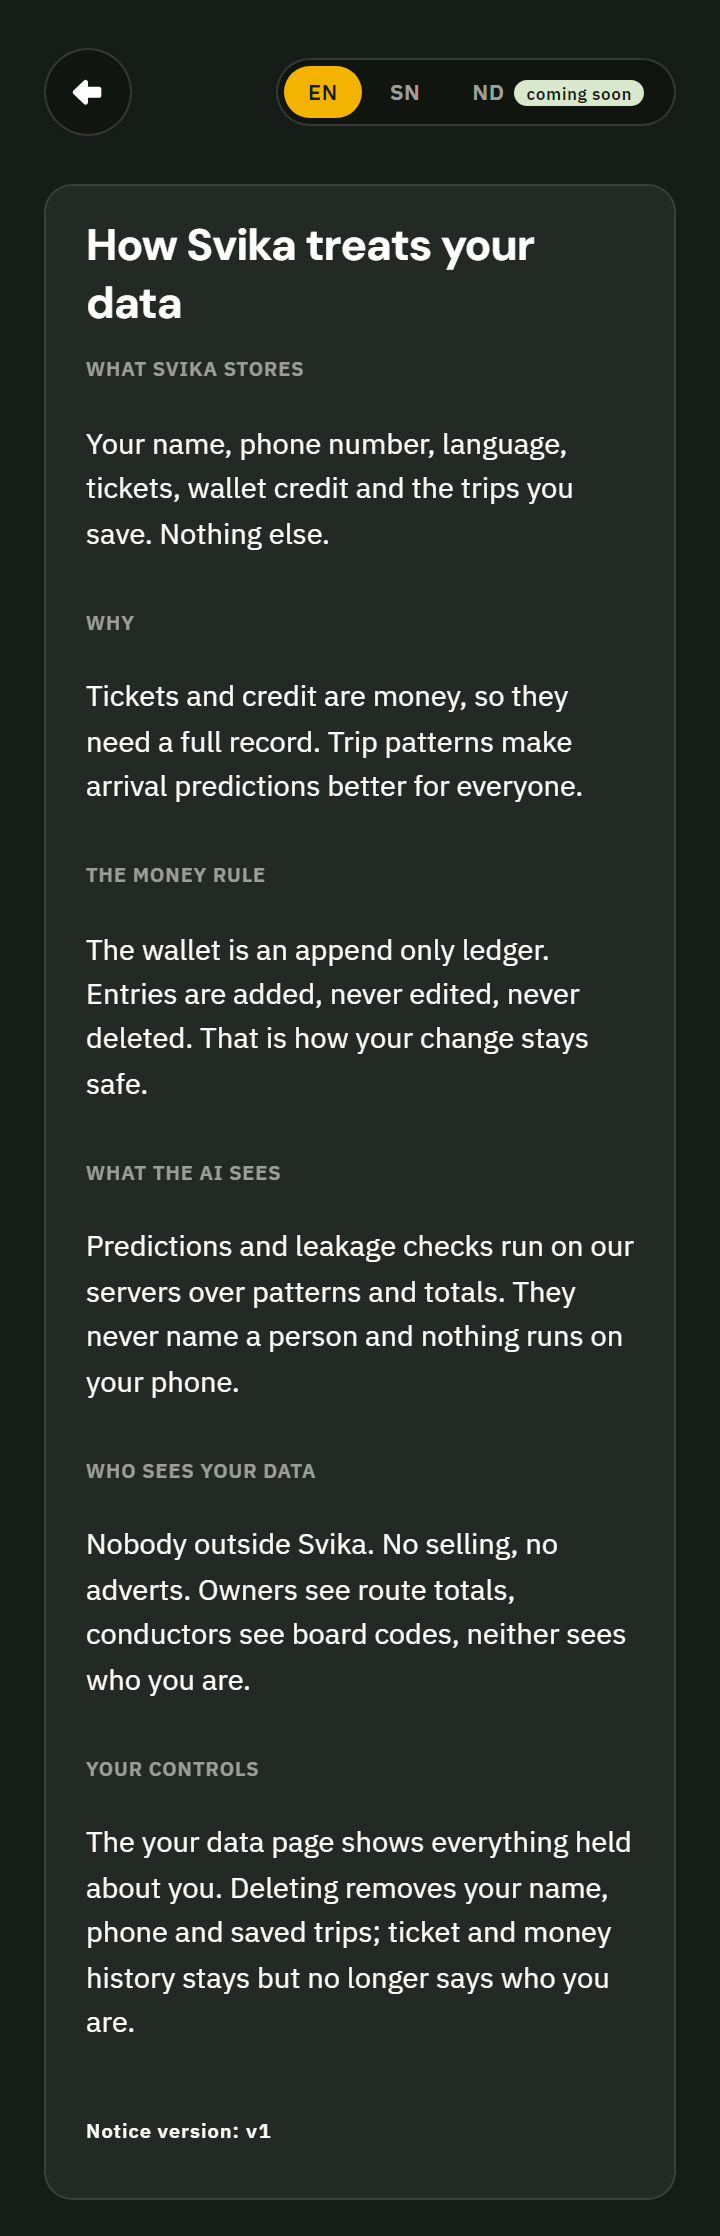 EN SN ND coming soon
How Svika treats your
data
WHAT SVIKA STORES
Your name, phone number, language,
tickets, wallet credit and the trips you
save. Nothing else.
WHY
Tickets and credit are money, so they
need a full record. Trip patterns make
arrival predictions better for everyone.
THE MONEY RULE
The wallet is an append only ledger.
Entries are added, never edited, never
deleted. That is how your change stays
safe.
WHAT THE AI SEES
Predictions and leakage checks run on our
servers over patterns and totals. They
never name a person and nothing runs on
your phone.
WHO SEES YOUR DATA
Nobody outside Svika. No selling, no
adverts. Owners see route totals,
conductors see board codes, neither sees
who you are.
YOUR CONTROLS
The your data page shows everything held
about you. Deleting removes your name,
phone and saved trips; ticket and money
history stays but no longer says who you
are.
Notice version: v1